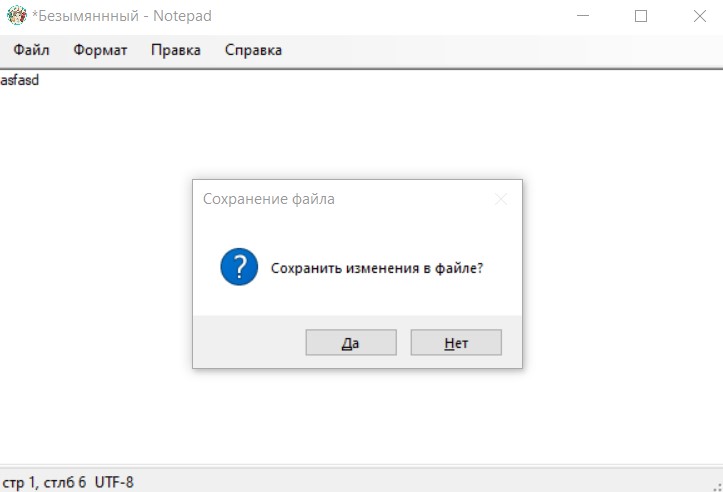 *Безымяннный - Notepad
Файл Формат Правка Справка
asfasd
Сохранение файла
?
Сохранить изменения в файле?
Да Нет
стр 1, стлб 6 UTF-8